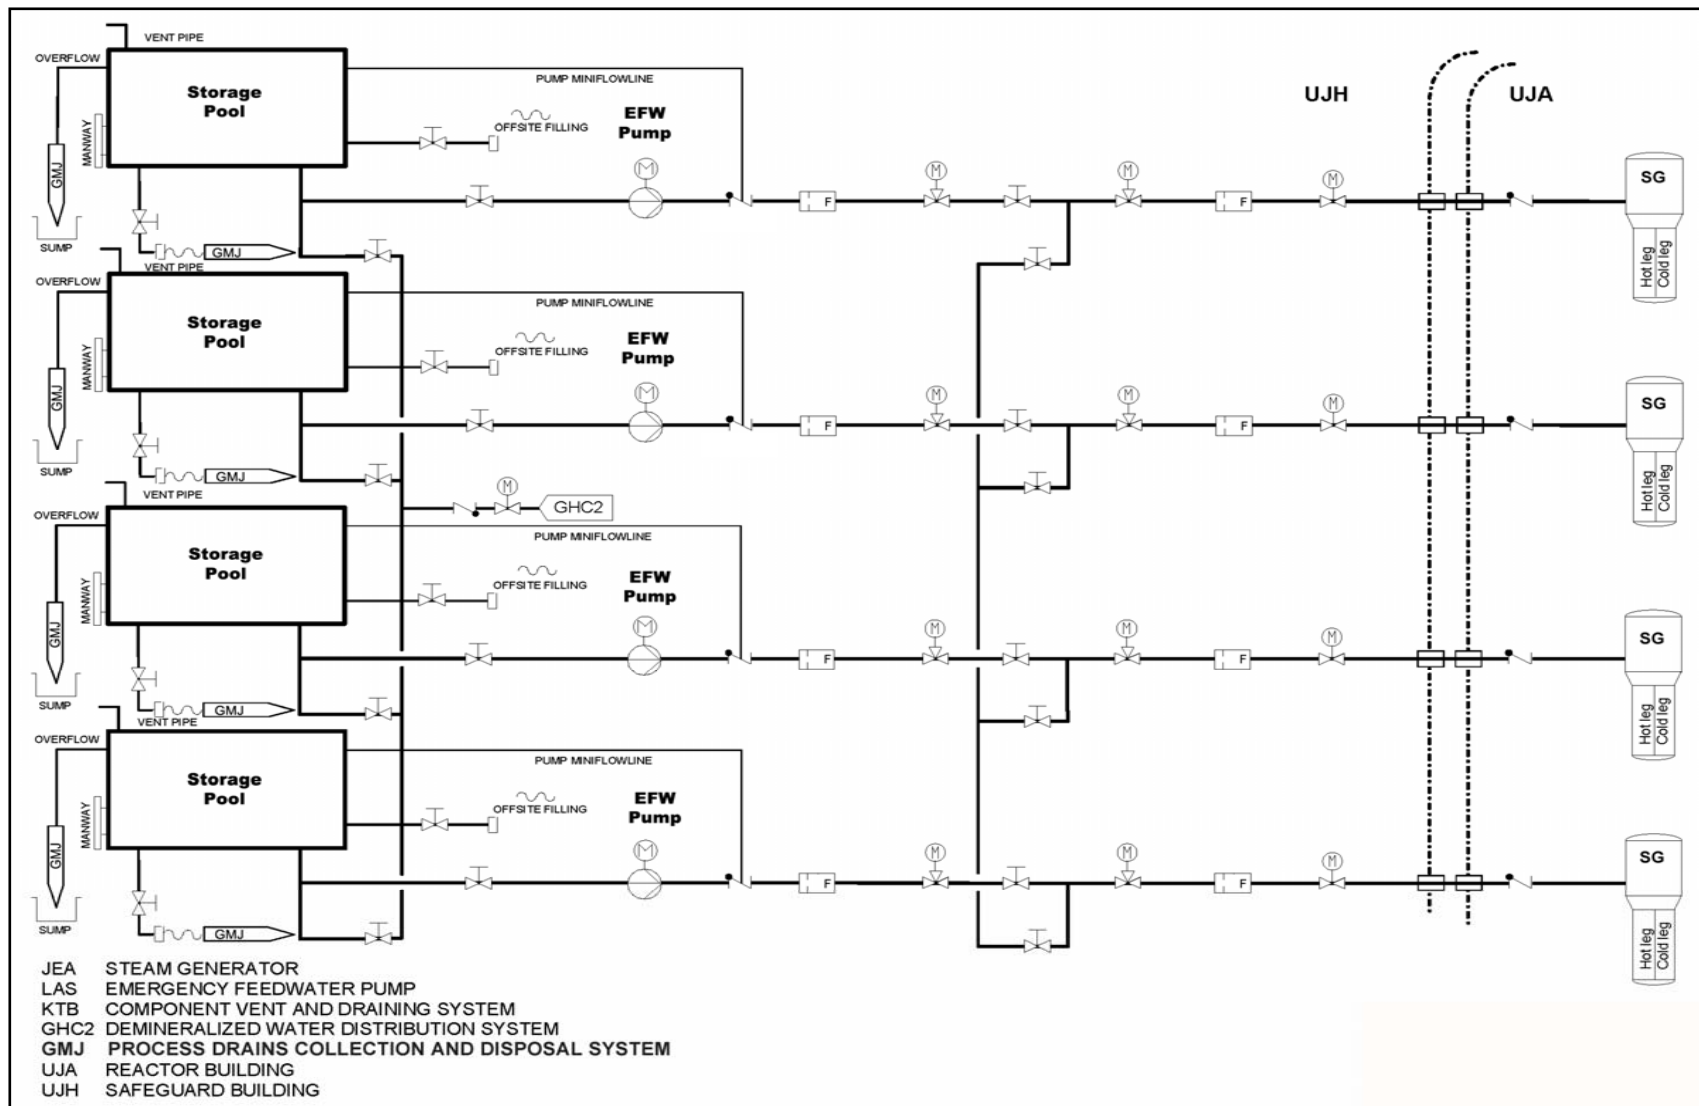 VENT PIPE
OVERFLOW
Storage
Pool
MANWAY
GMJ
SUMP
GMJ
PUMP MINIFLOWLINE
OFFSITE FILLING
EFW
Pump
M
F
M
M
F
M
UJH
UJA
SG
Hot leg
Cold leg
VENT PIPE
OVERFLOW
Storage
Pool
MANWAY
GMJ
SUMP
GMJ
PUMP MINIFLOWLINE
OFFSITE FILLING
EFW
Pump
M
F
M
M
F
M
SG
Hot leg
Cold leg
M
GHC2
VENT PIPE
OVERFLOW
Storage
Pool
MANWAY
GMJ
SUMP
GMJ
PUMP MINIFLOWLINE
OFFSITE FILLING
EFW
Pump
M
F
M
M
F
M
SG
Hot leg
Cold leg
VENT PIPE
OVERFLOW
Storage
Pool
MANWAY
GMJ
SUMP
GMJ
PUMP MINIFLOWLINE
OFFSITE FILLING
EFW
Pump
M
F
M
M
F
M
SG
Hot leg
Cold leg
JEA STEAM GENERATOR
LAS EMERGENCY FEEDWATER PUMP
KTB COMPONENT VENT AND DRAINING SYSTEM
GHC2 DEMINERALIZED WATER DISTRIBUTION SYSTEM
GMJ PROCESS DRAINS COLLECTION AND DISPOSAL SYSTEM
UJA REACTOR BUILDING
UJH SAFEGUARD BUILDING